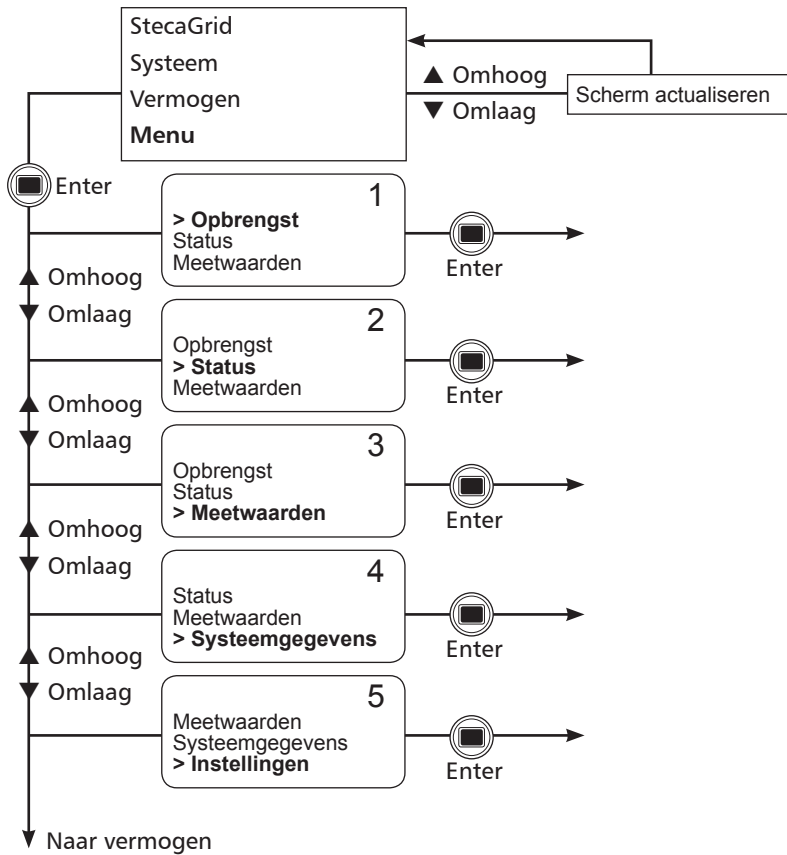 StecaGrid
Systeem
Vermogen
Menu
▲ Omhoog
▼ Omlaag
Scherm actualiseren
Enter
1
> Opbrengst
Status
Meetwaarden
Enter
▲ Omhoog
▼ Omlaag
2
Opbrengst
> Status
Meetwaarden
Enter
▲ Omhoog
▼ Omlaag
3
Opbrengst
Status
> Meetwaarden
Enter
▲ Omhoog
▼ Omlaag
4
Status
Meetwaarden
> Systeemgegevens
Enter
▲ Omhoog
▼ Omlaag
5
Meetwaarden
Systeemgegevens
> Instellingen
Enter
Naar vermogen